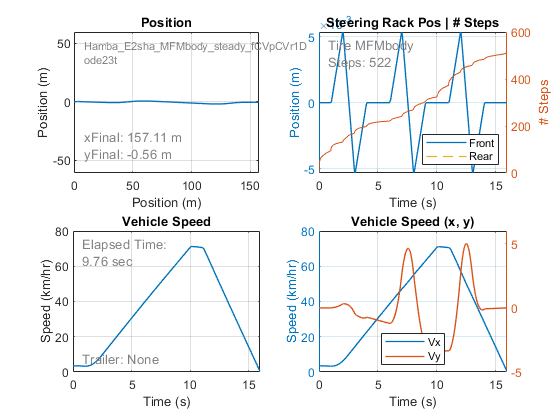 Position
Hamba_E2sha_MFMbody_steady_fCVpCVr1D
ode23t
xFinal: 157.11 m
yFinal: -0.56 m
Position (m)
50
0
-50
0
50
100
150
Position (m)
Steering Rack Pos | # Steps
Tire MFMbody
Steps: 522
Position (m)
5
0
-5
# Steps
600
400
200
0
Front
Rear
0
5
10
15
Time (s)
Vehicle Speed
Elapsed Time:
9.76 sec
Trailer: None
Speed (km/hr)
80
60
40
20
0
0
5
10
15
Time (s)
Vehicle Speed (x, y)
Speed (km/hr)
80
60
40
20
0
5
0
-5
Vx
Vy
0
5
10
15
Time (s)